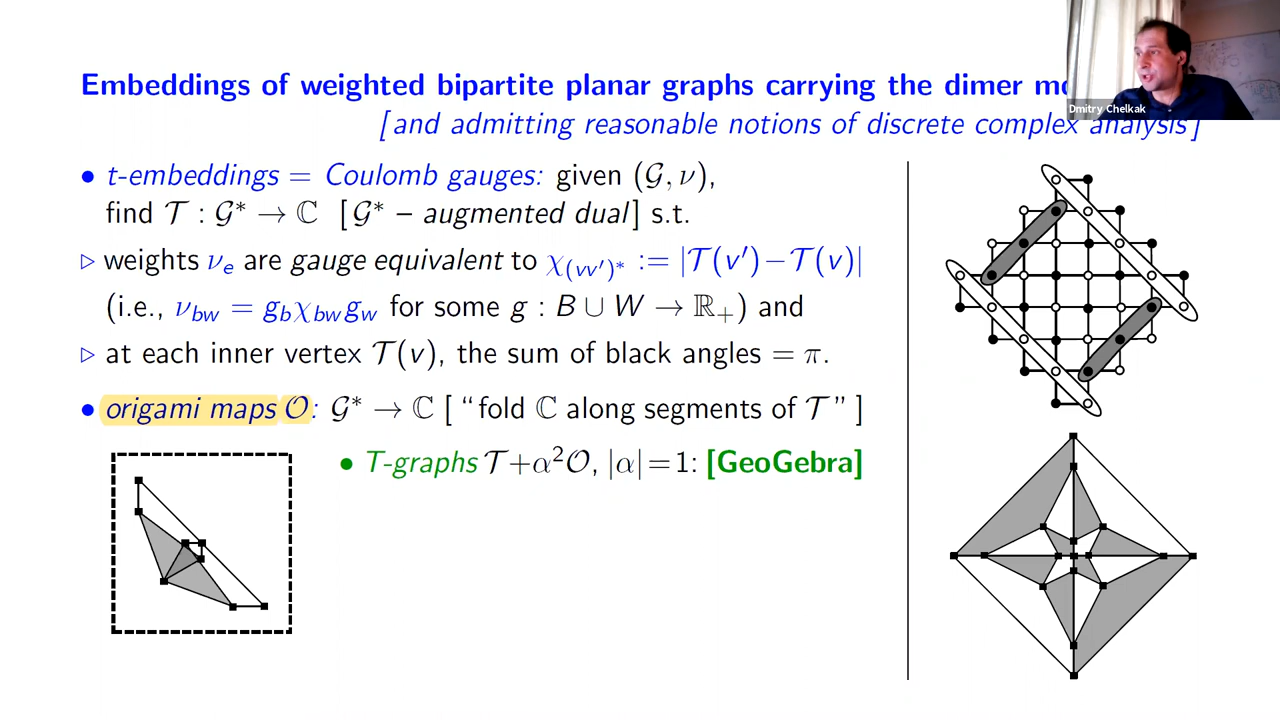 Embeddings of weighted bipartite planar graphs carrying the dimer
Dmitry Chelkak
[and admitting reasonable notions of discrete complex analysis]
• t-embeddings = Coulomb gauges: given (𝒢, ν),
find 𝒯 : 𝒢* → ℂ [𝒢* – augmented dual] s.t.
▷ weights νₑ are gauge equivalent to χ_(vv′)* := |𝒯(v′)−𝒯(v)|
(i.e., ν_bw = g_b χ_bw g_w for some g : B ∪ W → ℝ₊) and
▷ at each inner vertex 𝒯(v), the sum of black angles = π.
• origami maps 𝒪: 𝒢* → ℂ [ “fold ℂ along segments of 𝒯 ” ]
• T-graphs 𝒯+α²𝒪, |α|=1: [GeoGebra]